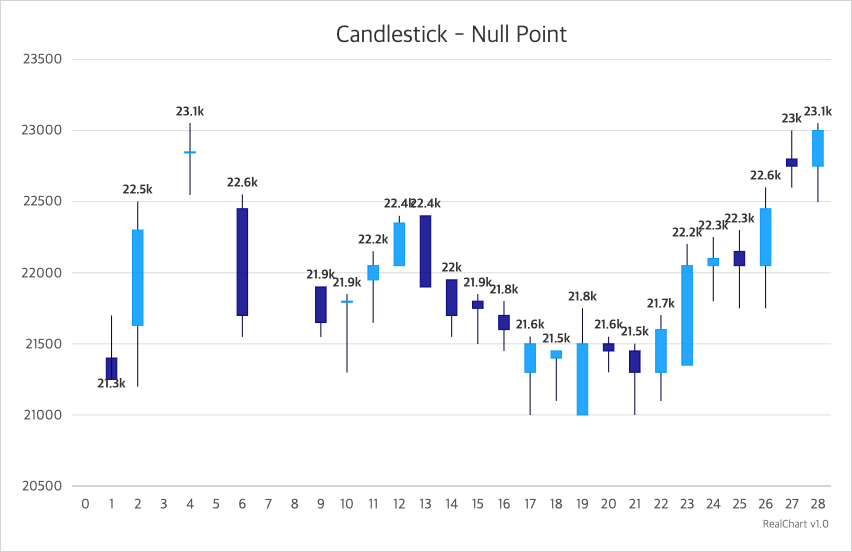 Candlestick - Null Point
23500
23000
22500
22000
21500
21000
20500
21.3k
22.5k
23.1k
22.6k
21.9k
21.9k
22.2k
22.4k
22.4k
22k
21.9k
21.8k
21.6k
21.5k
21.8k
21.6k
21.5k
21.7k
22.2k
22.3k
22.3k
22.6k
23k
23.1k
0 1 2 3 4 5 6 7 8 9 10 11 12 13 14 15 16 17 18 19 20 21 22 23 24 25 26 27 28
RealChart v1.0